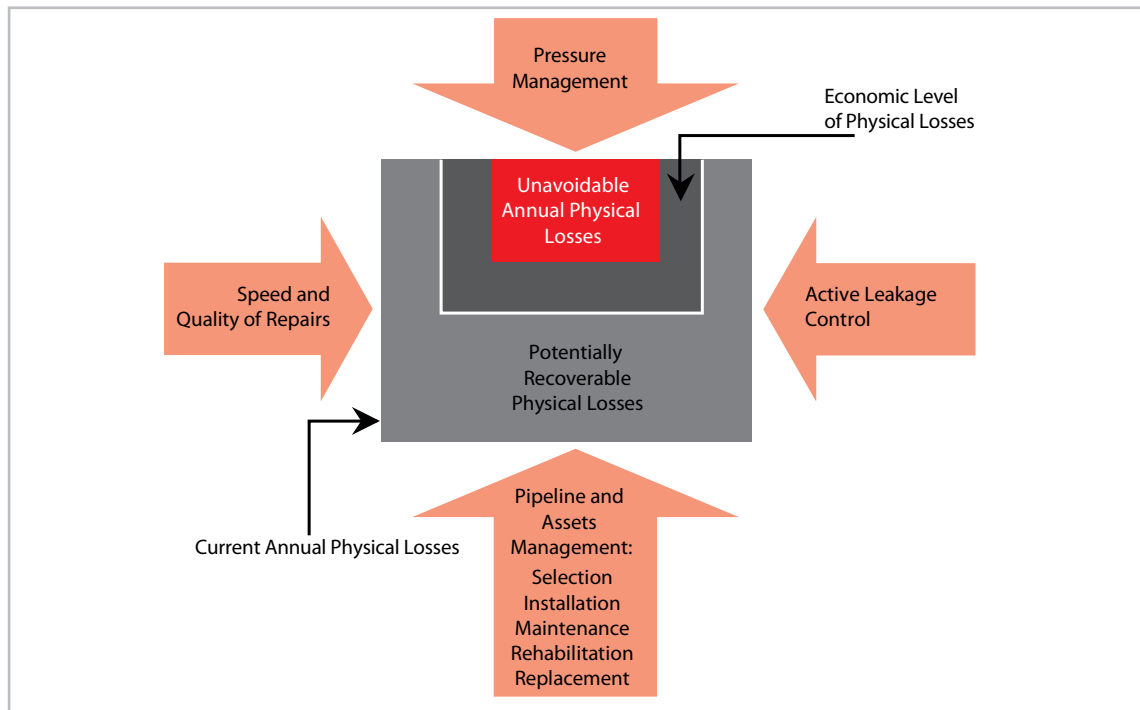 Pressure
Management
Economic Level
of Physical Losses
Unavoidable
Annual Physical
Losses
Speed and
Quality of Repairs
Active Leakage
Control
Potentially
Recoverable
Physical Losses
Current Annual Physical Losses
Pipeline and
Assets
Management:
Selection
Installation
Maintenance
Rehabilitation
Replacement